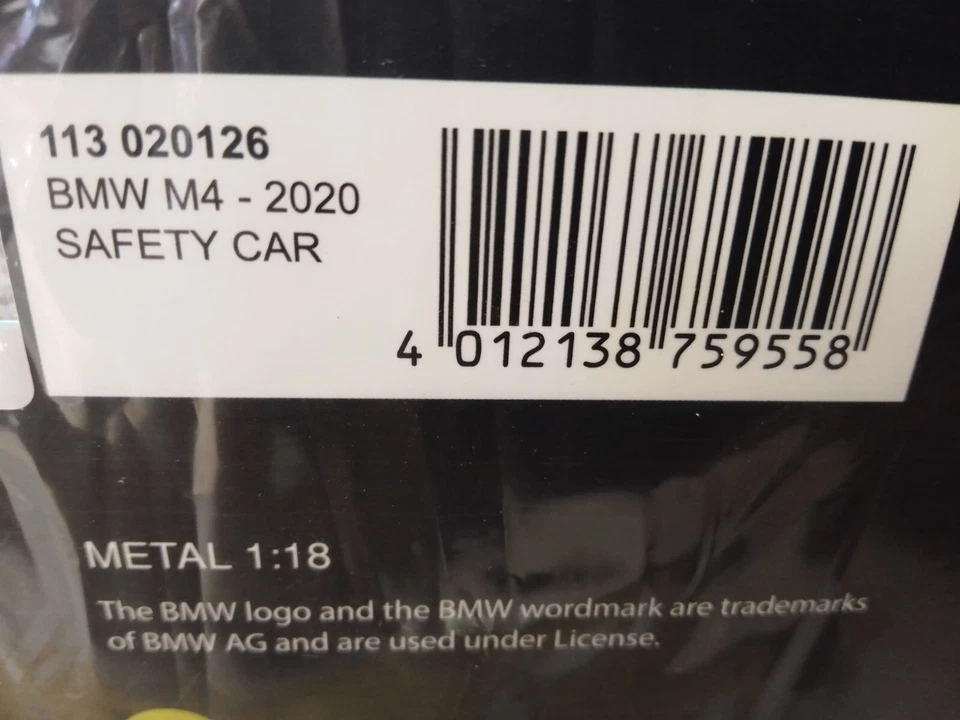 113 020126
BMW M4 - 2020
SAFETY CAR
4 012138 759558
METAL 1:18
The BMW logo and the BMW wordmark are trademarks
of BMW AG and are used under License.